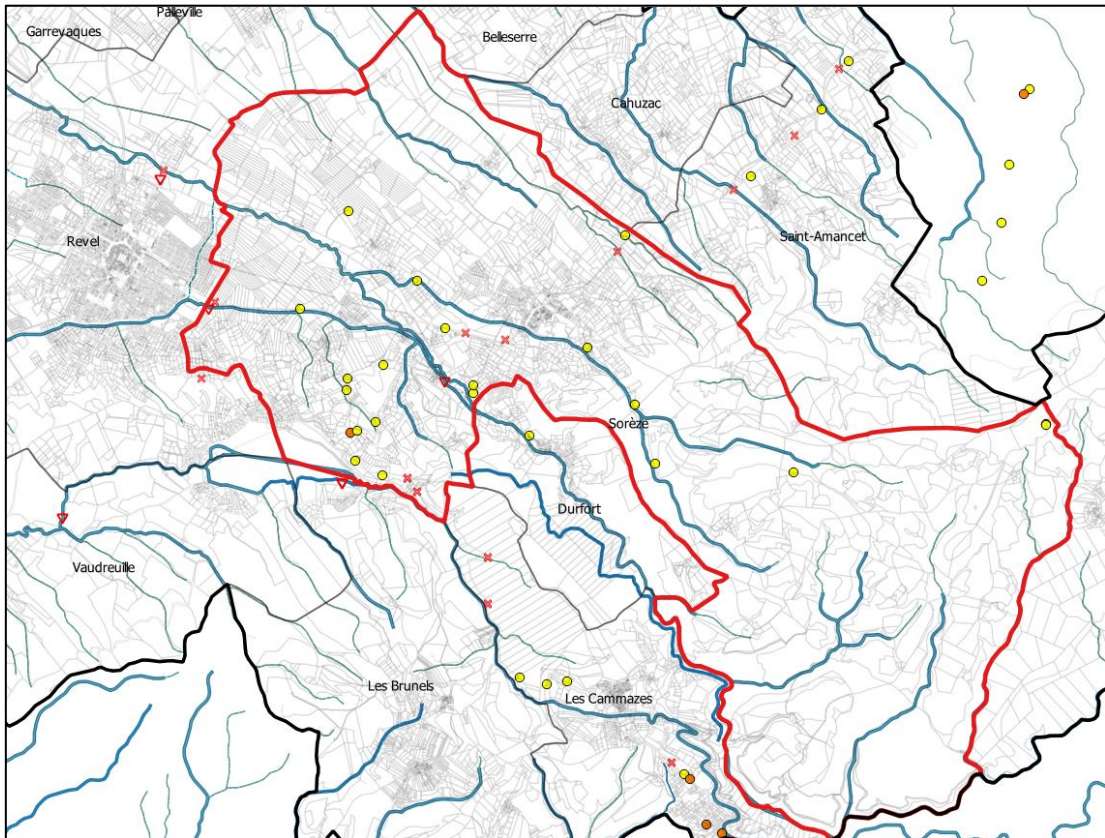 Palleville
Garrevaques
Belleserre
Cahuzac
Revel
Saint-Amancet
Sorèze
Durfort
Vaudreuille
Les Brunels
Les Cammazes